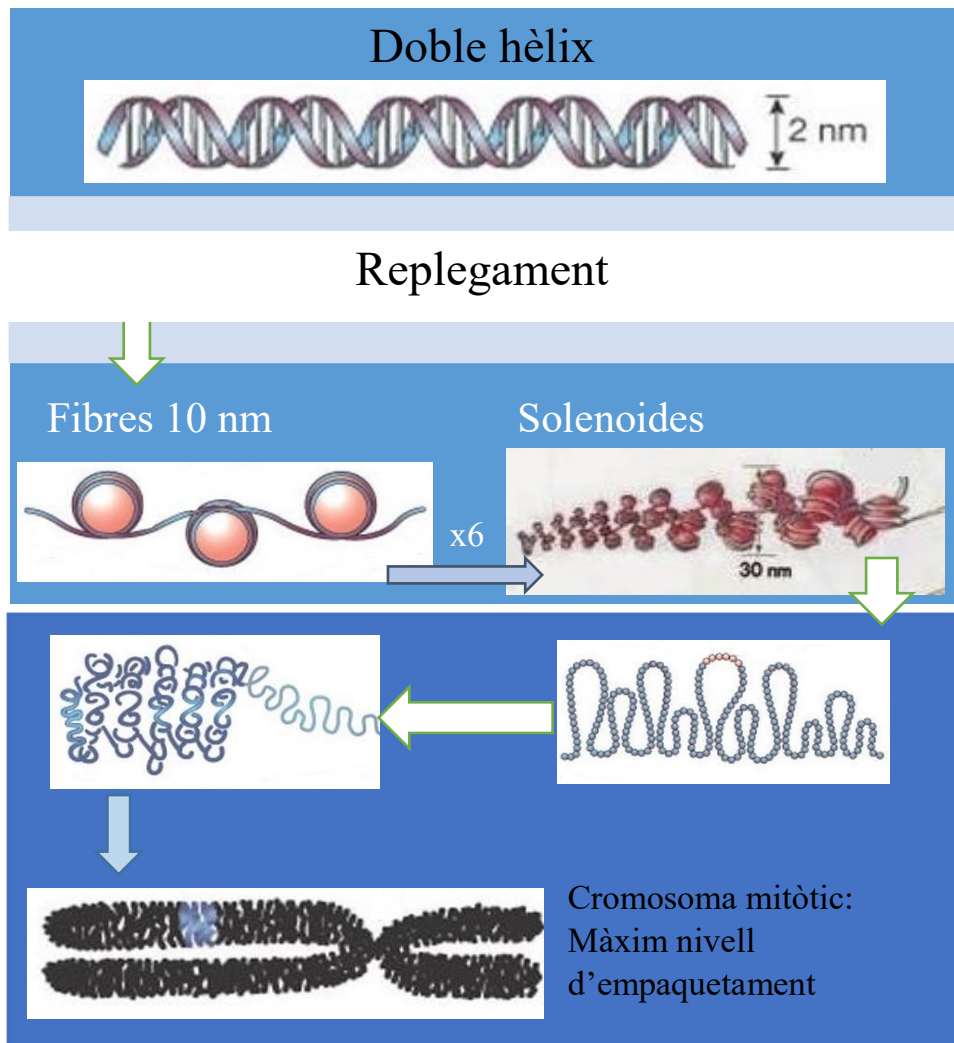 Doble hèlix
2 nm
Replegament
Fibres 10 nm
Solenoides
x6
30 nm
Cromosoma mitòtic:
Màxim nivell
d’empaquetament